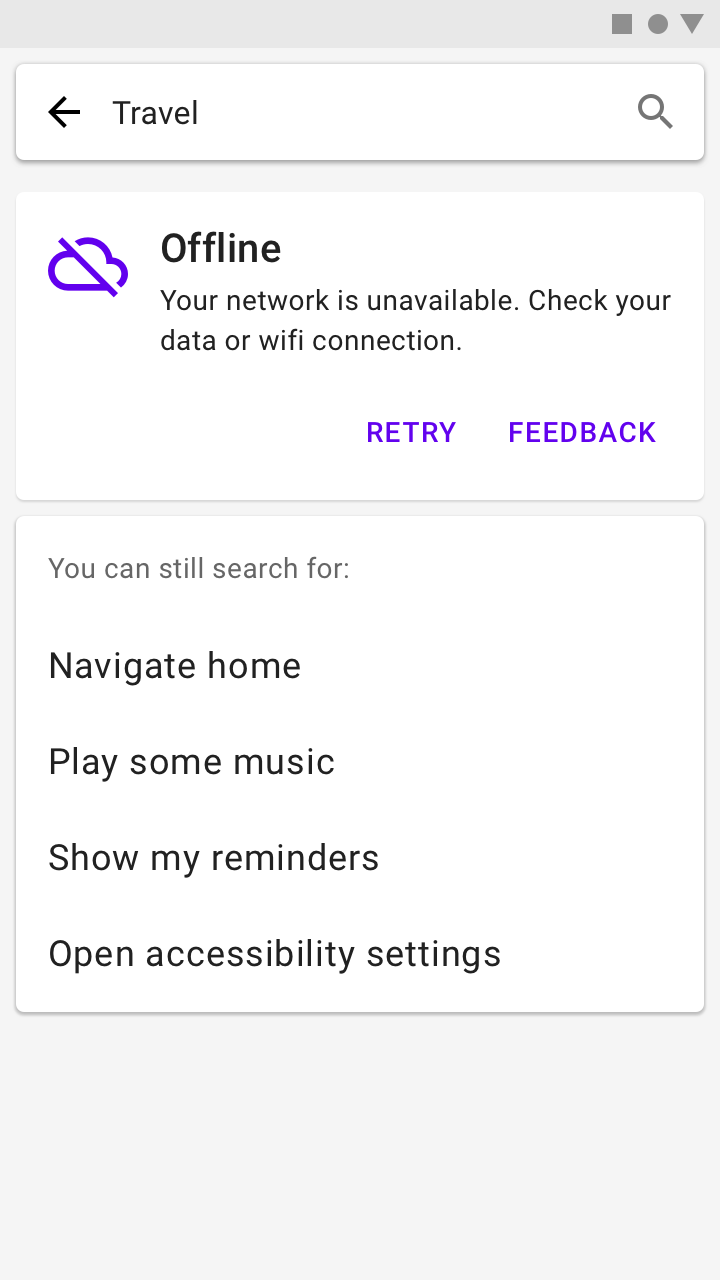 Travel
Offline
Your network is unavailable. Check your
data or wifi connection.
RETRY FEEDBACK
You can still search for:
Navigate home
Play some music
Show my reminders
Open accessibility settings